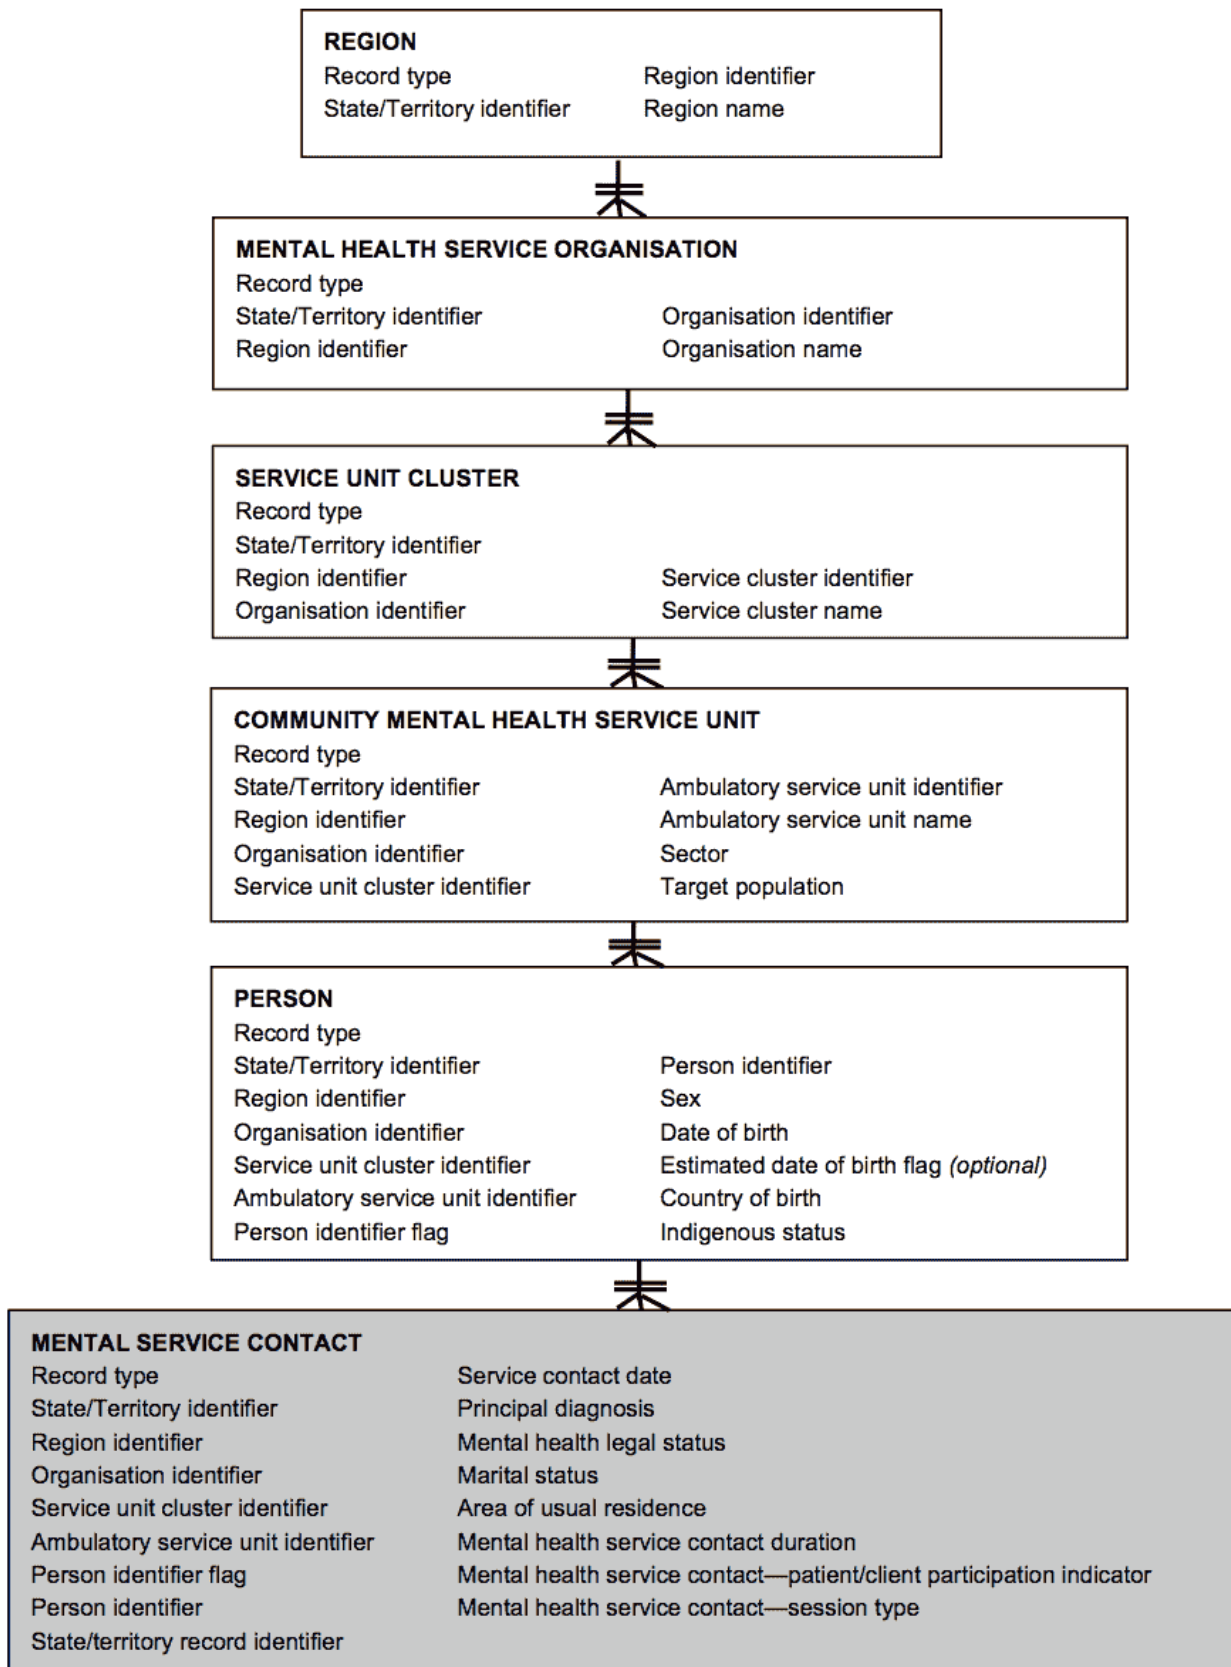 REGION
Record type Region identifier
State/Territory identifier Region name
MENTAL HEALTH SERVICE ORGANISATION
Record type
State/Territory identifier Organisation identifier
Region identifier Organisation name
SERVICE UNIT CLUSTER
Record type
State/Territory identifier
Region identifier Service cluster identifier
Organisation identifier Service cluster name
COMMUNITY MENTAL HEALTH SERVICE UNIT
Record type
State/Territory identifier Ambulatory service unit identifier
Region identifier Ambulatory service unit name
Organisation identifier Sector
Service unit cluster identifier Target population
PERSON
Record type
State/Territory identifier Person identifier
Region identifier Sex
Organisation identifier Date of birth
Service unit cluster identifier Estimated date of birth flag (optional)
Ambulatory service unit identifier Country of birth
Person identifier flag Indigenous status
MENTAL SERVICE CONTACT
Record type Service contact date
State/Territory identifier Principal diagnosis
Region identifier Mental health legal status
Organisation identifier Marital status
Service unit cluster identifier Area of usual residence
Ambulatory service unit identifier Mental health service contact duration
Person identifier flag Mental health service contact—patient/client participation indicator
Person identifier Mental health service contact—session type
State/territory record identifier